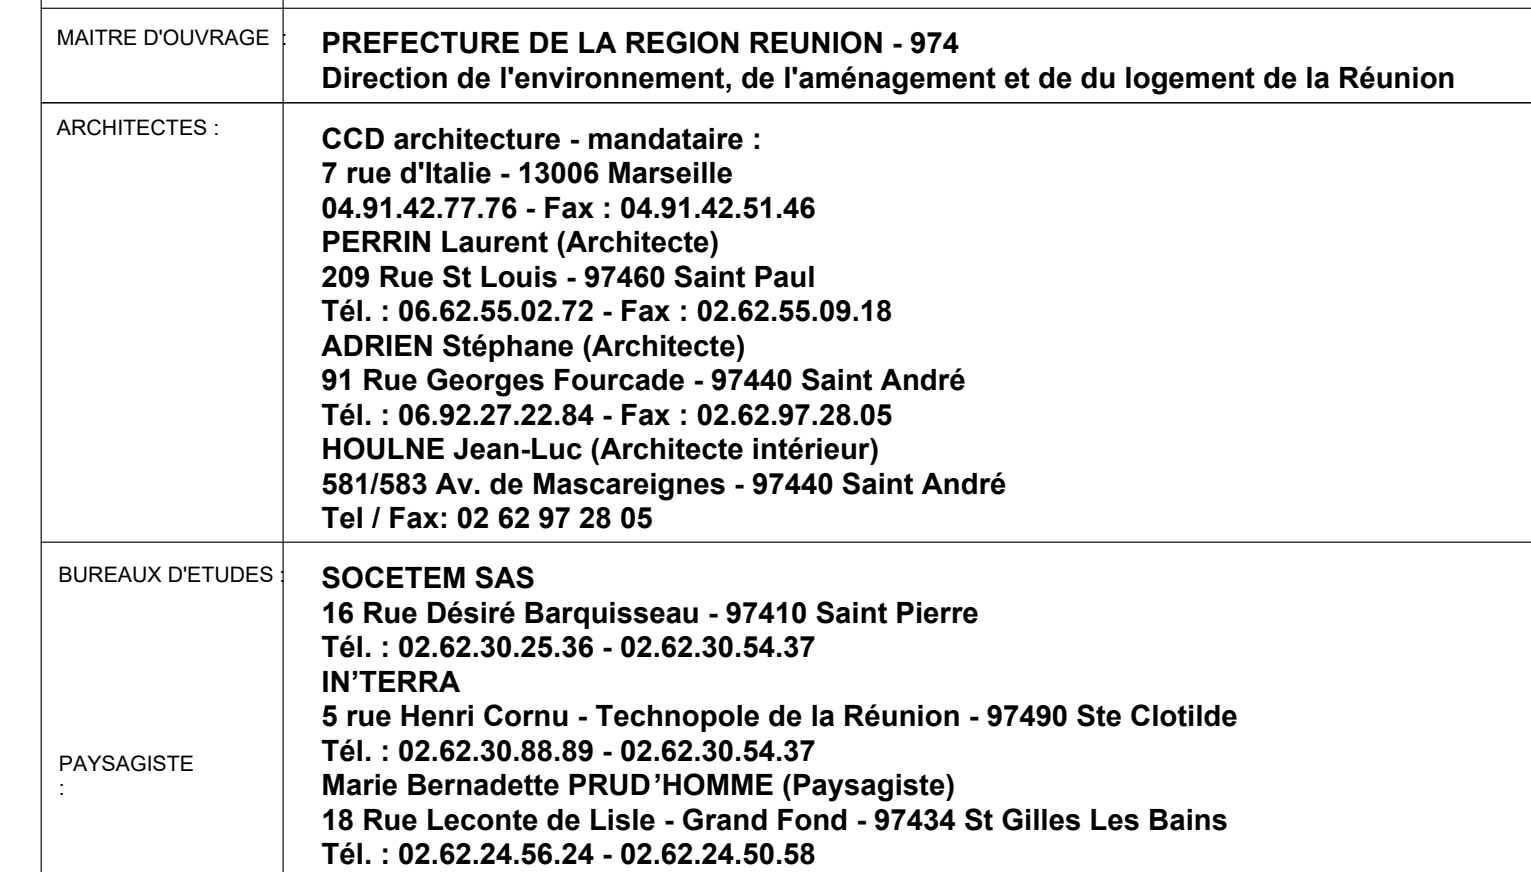 MAITRE D'OUVRAGE :
PREFECTURE DE LA REGION REUNION - 974
Direction de l'environnement, de l'aménagement et de du logement de la Réunion
ARCHITECTES :
CCD architecture - mandataire :
7 rue d'Italie - 13006 Marseille
04.91.42.77.76 - Fax : 04.91.42.51.46
PERRIN Laurent (Architecte)
209 Rue St Louis - 97460 Saint Paul
Tél. : 06.62.55.02.72 - Fax : 02.62.55.09.18
ADRIEN Stéphane (Architecte)
91 Rue Georges Fourcade - 97440 Saint André
Tél. : 06.92.27.22.84 - Fax : 02.62.97.28.05
HOULNE Jean-Luc (Architecte intérieur)
581/583 Av. de Mascareignes - 97440 Saint André
Tel / Fax: 02 62 97 28 05
BUREAUX D'ETUDES :
SOCETEM SAS
16 Rue Désiré Barquisseau - 97410 Saint Pierre
Tél. : 02.62.30.25.36 - 02.62.30.54.37
IN’TERRA
5 rue Henri Cornu - Technopole de la Réunion - 97490 Ste Clotilde
Tél. : 02.62.30.88.89 - 02.62.30.54.37
PAYSAGISTE
:
Marie Bernadette PRUD’HOMME (Paysagiste)
18 Rue Leconte de Lisle - Grand Fond - 97434 St Gilles Les Bains
Tél. : 02.62.24.56.24 - 02.62.24.50.58